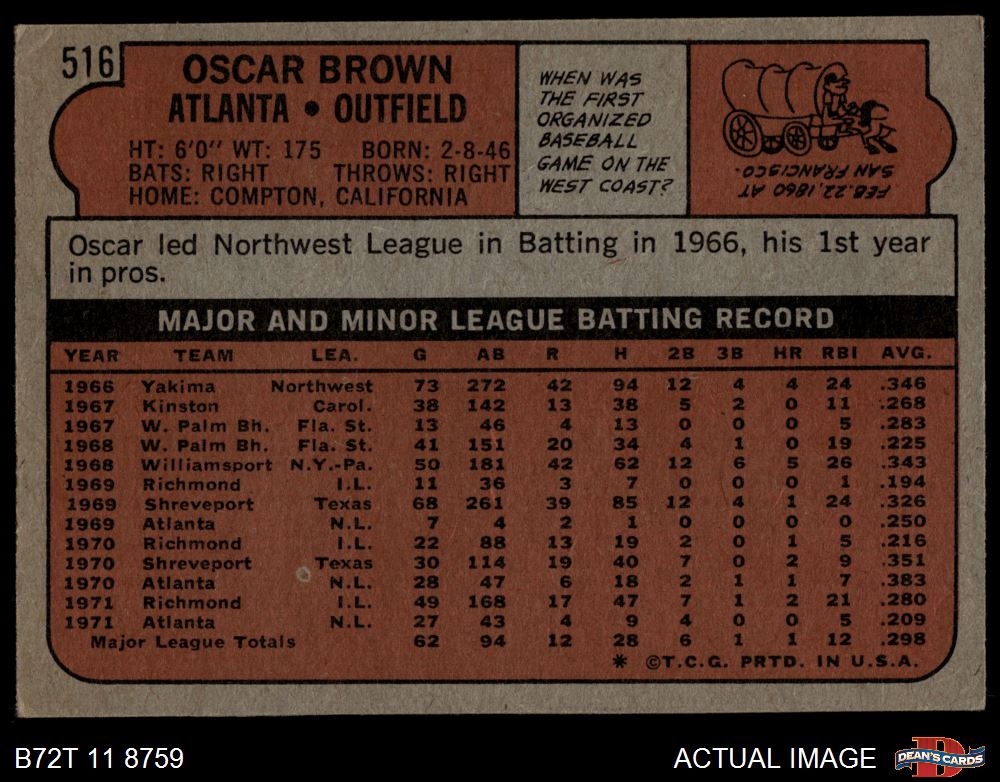 516
OSCAR BROWN
ATLANTA • OUTFIELD
HT: 6'0" WT: 175 BORN: 2-8-46
BATS: RIGHT THROWS: RIGHT
HOME: COMPTON, CALIFORNIA
WHEN WAS
THE FIRST
ORGANIZED
BASEBALL
GAME ON THE
WEST COAST?
FEB. 22, 1860 AT
SAN FRANCISCO.
Oscar led Northwest League in Batting in 1966, his 1st year
in pros.
MAJOR AND MINOR LEAGUE BATTING RECORD
YEAR TEAM LEA. G AB R H 2B 3B HR RBI AVG.
1966 Yakima Northwest 73 272 42 94 12 4 4 24 .346
1967 Kinston Carol. 38 142 13 38 5 2 0 11 .268
1967 W. Palm Bh. Fla. St. 13 46 4 13 0 0 0 5 .283
1968 W. Palm Bh. Fla. St. 41 151 20 34 4 1 0 19 .225
1968 Williamsport N.Y.-Pa. 50 181 42 62 12 6 5 26 .343
1969 Richmond I.L. 11 36 3 7 0 0 0 1 .194
1969 Shreveport Texas 68 261 39 85 12 4 1 24 .326
1969 Atlanta N.L. 7 4 2 1 0 0 0 0 .250
1970 Richmond I.L. 22 88 13 19 2 0 1 5 .216
1970 Shreveport Texas 30 114 19 40 7 0 2 9 .351
1970 Atlanta N.L. 28 47 6 18 2 1 1 7 .383
1971 Richmond I.L. 49 168 17 47 7 1 2 21 .280
1971 Atlanta N.L. 27 43 4 9 4 0 0 5 .209
Major League Totals 62 94 12 28 6 1 1 12 .298
* ©T.C.G. PRTD. IN U.S.A.
B72T 11 8759
ACTUAL IMAGE
D
DEAN'S CARDS